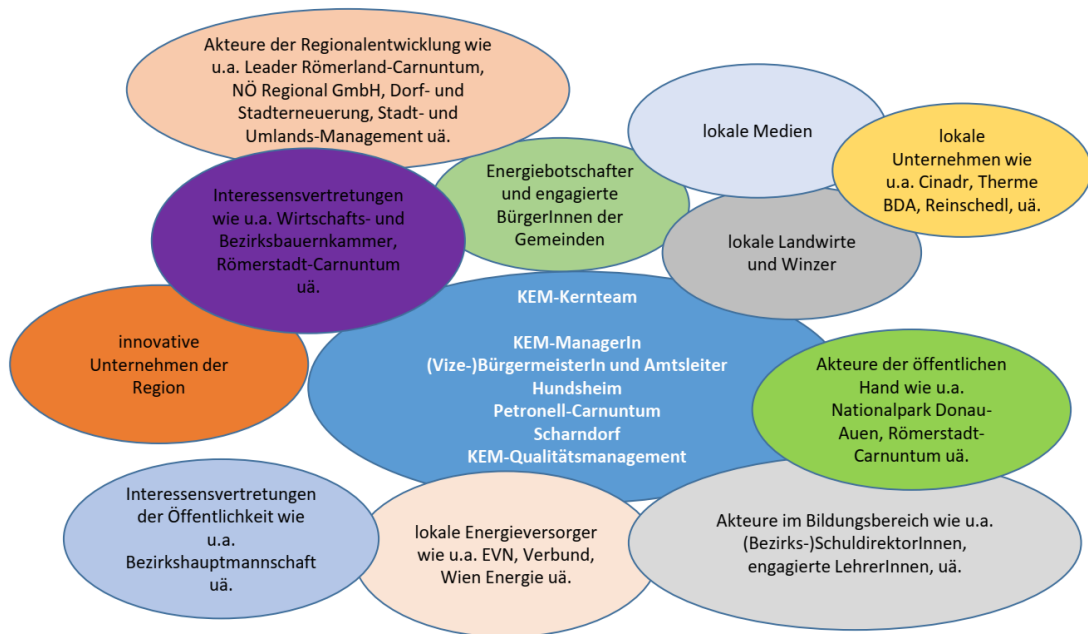 Akteure der Regionalentwicklung wie
u.a. Leader Römerland-Carnuntum,
NÖ Regional GmbH, Dorf- und
Stadterneuerung, Stadt- und
Umlands-Management uä.
lokale Medien
lokale
Unternehmen wie
u.a. Cinadr, Therme
BDA, Reinschedl, uä.
Interessensvertretungen
wie u.a. Wirtschafts- und
Bezirksbauernkammer,
Römerstadt-Carnuntum
uä.
Energiebotschafter
und engagierte
BürgerInnen der
Gemeinden
lokale Landwirte
und Winzer
KEM-Kernteam
KEM-ManagerIn
(Vize-)BürgermeisterIn und Amtsleiter
Hundsheim
Petronell-Carnuntum
Scharndorf
KEM-Qualitätsmanagement
innovative
Unternehmen der
Region
Akteure der öffentlichen
Hand wie u.a.
Nationalpark Donau-
Auen, Römerstadt-
Carnuntum uä.
Interessensvertretungen
der Öffentlichkeit wie
u.a.
Bezirkshauptmannschaft
uä.
lokale Energieversorger
wie u.a. EVN, Verbund,
Wien Energie uä.
Akteure im Bildungsbereich wie u.a.
(Bezirks-)SchuldirektorInnen,
engagierte LehrerInnen, uä.